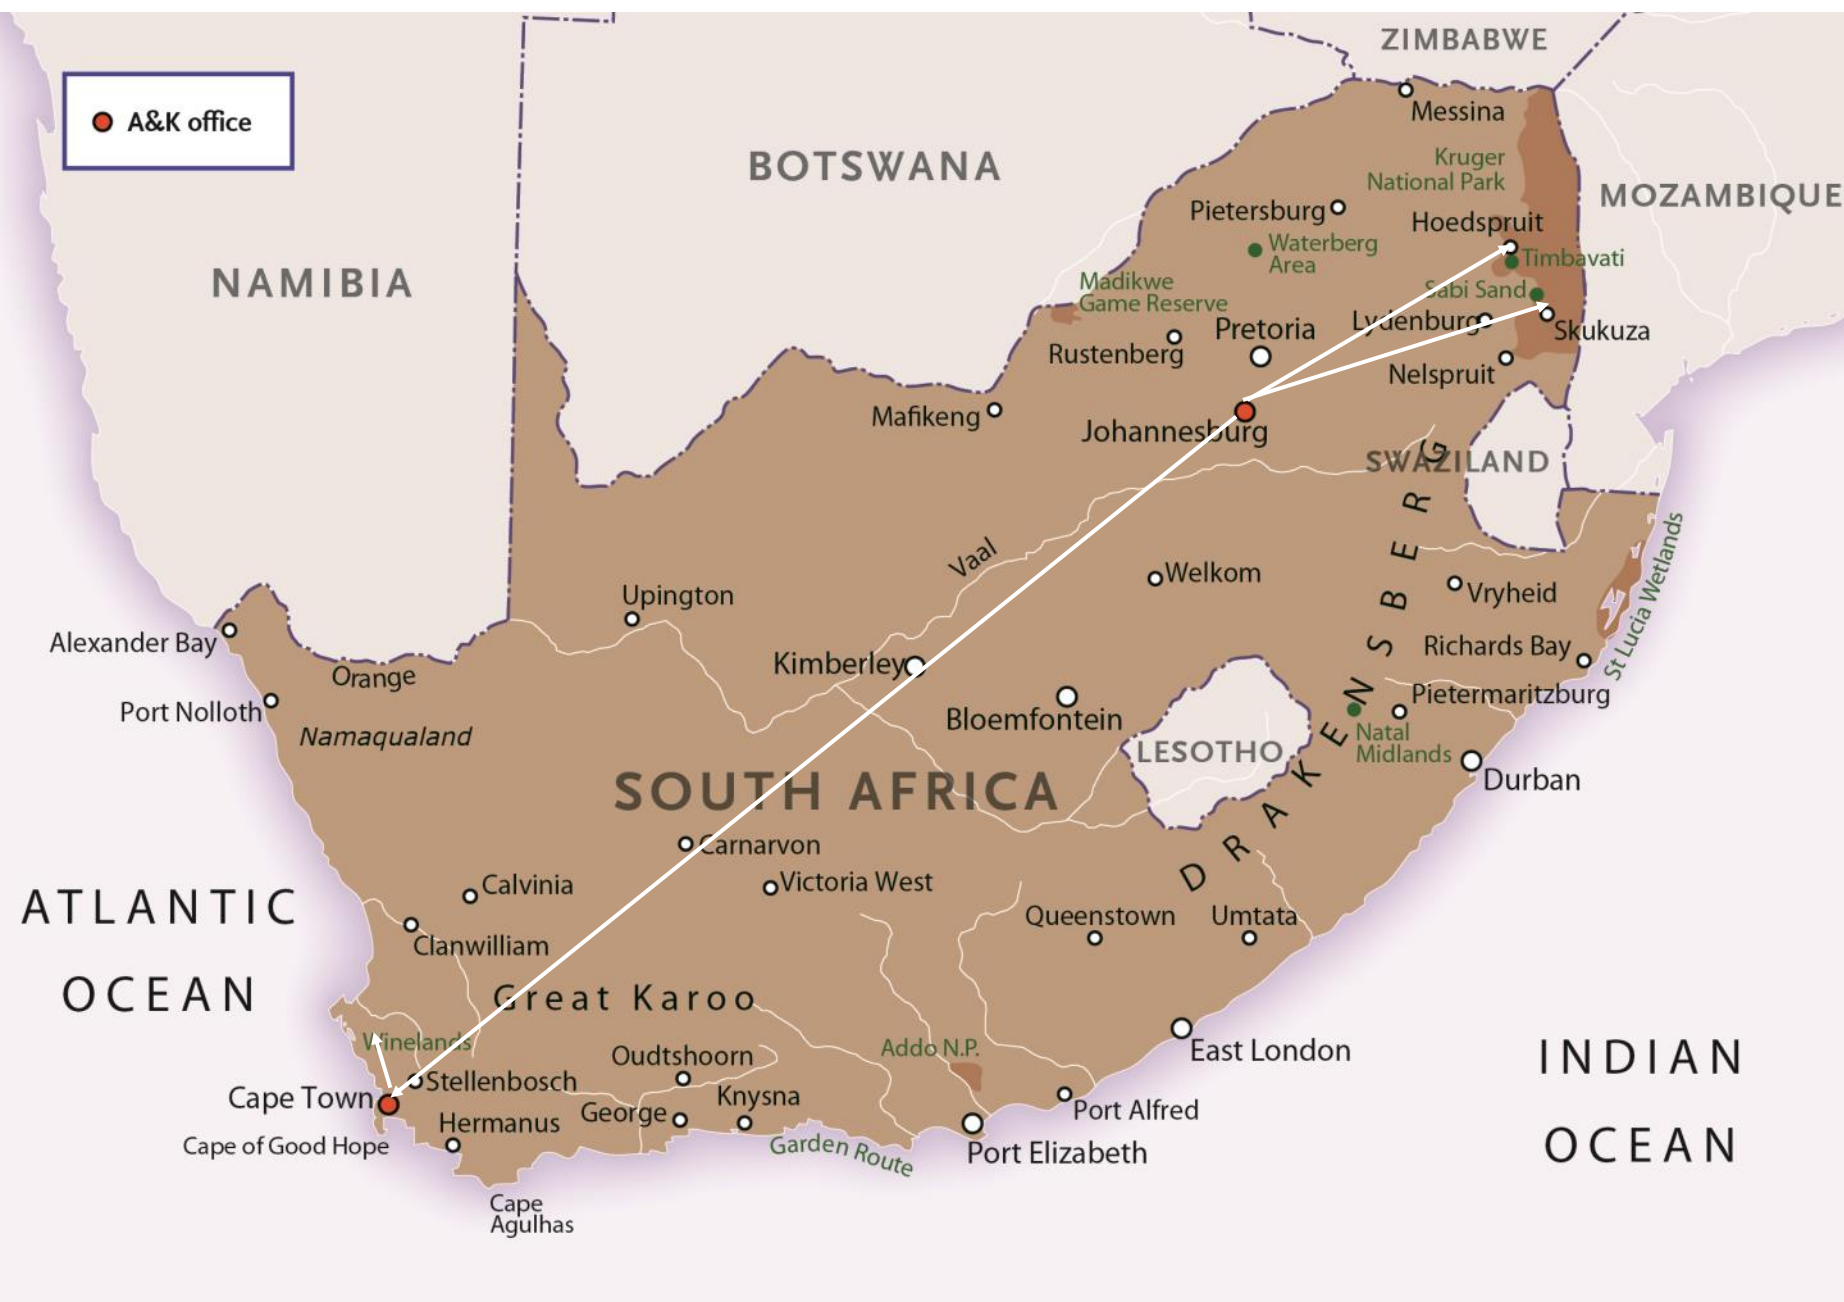 ZIMBABWE
A&K office
Messina
BOTSWANA
Kruger
National Park
MOZAMBIQUE
Pietersburg
Hoedspruit
Waterberg
Area
Timbavati
NAMIBIA
Madikwe
Game Reserve
Sabi Sand
Lydenburg
Skukuza
Pretoria
Rustenberg
Nelspruit
Mafikeng
Johannesburg
SWAZILAND
Vaal
Welkom
Vryheid
St Lucia Wetlands
Upington
Alexander Bay
Richards Bay
Kimberley
Orange
Pietermaritzburg
Port Nolloth
Namaqualand
Bloemfontein
Natal
Midlands
LESOTHO
DRAKENSBERG
Durban
SOUTH AFRICA
Carnarvon
Calvinia
Victoria West
ATLANTIC
OCEAN
Queenstown
Umtata
Clanwilliam
Great Karoo
Winelands
Oudtshoorn
Addo N.P.
East London
INDIAN
OCEAN
Stellenbosch
Cape Town
Knysna
Port Alfred
Hermanus
George
Cape of Good Hope
Garden Route
Port Elizabeth
Cape
Agulhas